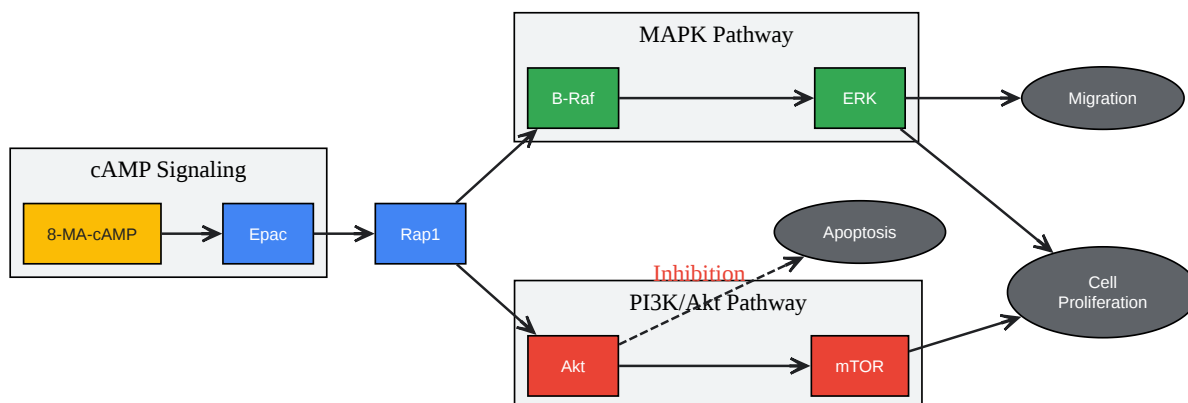 MAPK Pathway
B-Raf
ERK
Migration
cAMP Signaling
8-MA-cAMP
Epac
Rap1
Apoptosis
Inhibition
Cell
Proliferation
PI3K/Akt Pathway
Akt
mTOR